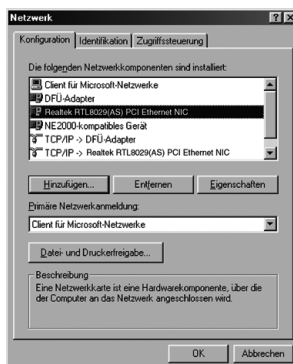 Netzwerk
Konfiguration Identifikation Zugriffssteuerung
Die folgenden Netzwerkkomponenten sind installiert:
Client für Microsoft-Netzwerke
DFÜ-Adapter
Realtek RTL8029(AS) PCI Ethernet NIC
NE2000-kompatibles Gerät
TCP/IP -> DFÜ-Adapter
TCP/IP -> Realtek RTL8029(AS) PCI Ethernet NIC
Hinzufügen... Entfernen Eigenschaften
Primäre Netzwerkanmeldung:
Client für Microsoft-Netzwerke
Datei- und Druckerfreigabe...
Beschreibung
Eine Netzwerkkarte ist eine Hardwarekomponente, über die
der Computer an das Netzwerk angeschlossen wird.
OK Abbrechen